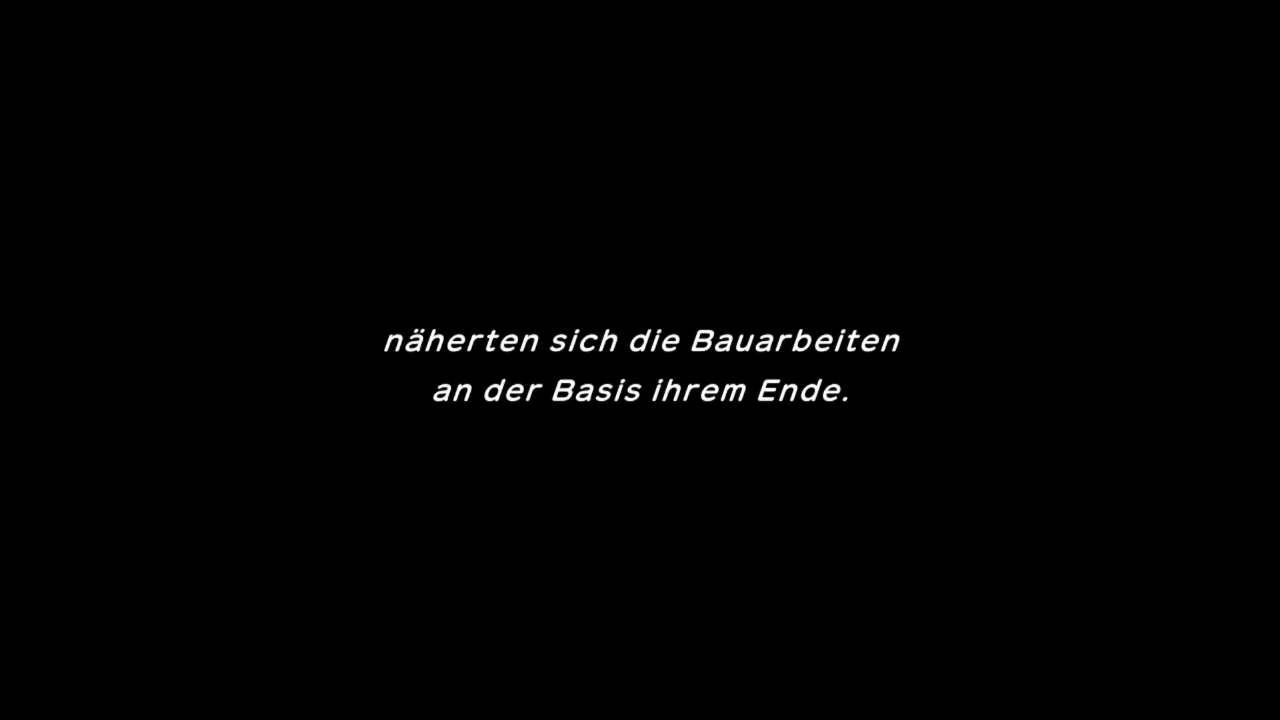 näherten sich die Bauarbeiten
an der Basis ihrem Ende.